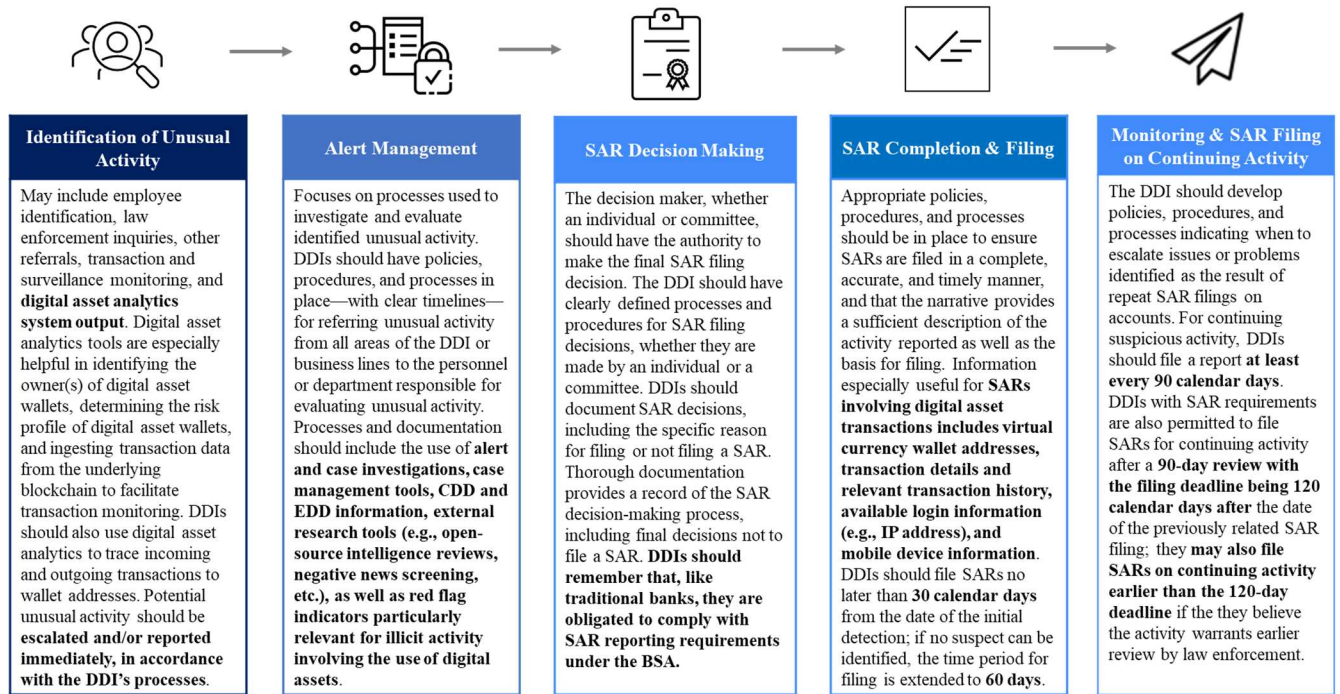 Identification of Unusual
Activity
May include employee
identification, law
enforcement inquiries, other
referrals, transaction and
surveillance monitoring, and
digital asset analytics
system output. Digital asset
analytics tools are especially
helpful in identifying the
owner(s) of digital asset
wallets, determining the risk
profile of digital asset wallets,
and ingesting transaction data
from the underlying
blockchain to facilitate
transaction monitoring. DDIs
should also use digital asset
analytics to trace incoming
and outgoing transactions to
wallet addresses. Potential
unusual activity should be
escalated and/or reported
immediately, in accordance
with the DDI’s processes.
Alert Management
Focuses on processes used to
investigate and evaluate
identified unusual activity.
DDIs should have policies,
procedures, and processes in
place—with clear timelines—
for referring unusual activity
from all areas of the DDI or
business lines to the personnel
or department responsible for
evaluating unusual activity.
Processes and documentation
should include the use of alert
and case investigations, case
management tools, CDD and
EDD information, external
research tools (e.g., open-
source intelligence reviews,
negative news screening,
etc.), as well as red flag
indicators particularly
relevant for illicit activity
involving the use of digital
assets.
SAR Decision Making
The decision maker, whether
an individual or committee,
should have the authority to
make the final SAR filing
decision. The DDI should have
clearly defined processes and
procedures for SAR filing
decisions, whether they are
made by an individual or a
committee. DDIs should
document SAR decisions,
including the specific reason
for filing or not filing a SAR.
Thorough documentation
provides a record of the SAR
decision-making process,
including final decisions not to
file a SAR. DDIs should
remember that, like
traditional banks, they are
obligated to comply with
SAR reporting requirements
under the BSA.
SAR Completion & Filing
Appropriate policies,
procedures, and processes
should be in place to ensure
SARs are filed in a complete,
accurate, and timely manner,
and that the narrative provides
a sufficient description of the
activity reported as well as the
basis for filing. Information
especially useful for SARs
involving digital asset
transactions includes virtual
currency wallet addresses,
transaction details and
relevant transaction history,
available login information
(e.g., IP address), and
mobile device information.
DDIs should file SARs no
later than 30 calendar days
from the date of the initial
detection; if no suspect can be
identified, the time period for
filing is extended to 60 days.
Monitoring & SAR Filing
on Continuing Activity
The DDI should develop
policies, procedures, and
processes indicating when to
escalate issues or problems
identified as the result of
repeat SAR filings on
accounts. For continuing
suspicious activity, DDIs
should file a report at least
every 90 calendar days.
DDIs with SAR requirements
are also permitted to file
SARs for continuing activity
after a 90-day review with
the filing deadline being 120
calendar days after the date
of the previously related SAR
filing; they may also file
SARs on continuing activity
earlier than the 120-day
deadline if the they believe
the activity warrants earlier
review by law enforcement.